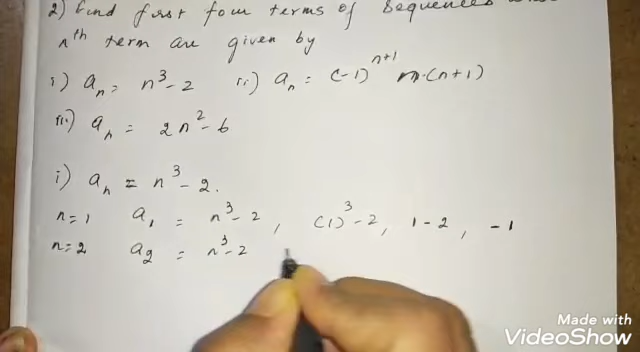 2) Find first four terms of Sequences
nth term are given by
i) aₙ = n³-2 ii) aₙ = (-1)ⁿ⁺¹ n.(n+1)
iii) aₙ = 2n²-6
i) aₙ = n³-2.
n=1 a₁ = n³-2, (1)³-2, 1-2, -1
n=2 a₂ = n³-2
Made with
VideoShow